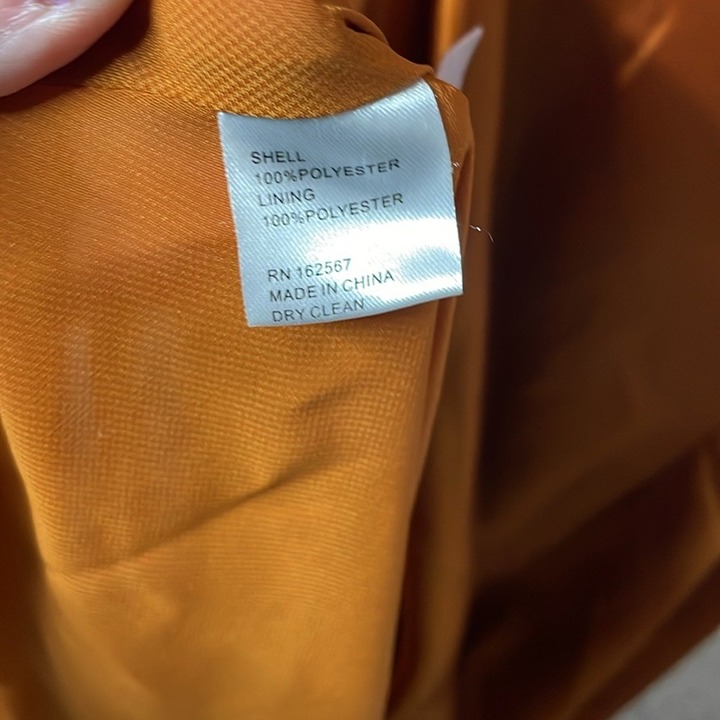 SHELL
100%POLYESTER
LINING
100%POLYESTER
RN 162567
MADE IN CHINA
DRY CLEAN